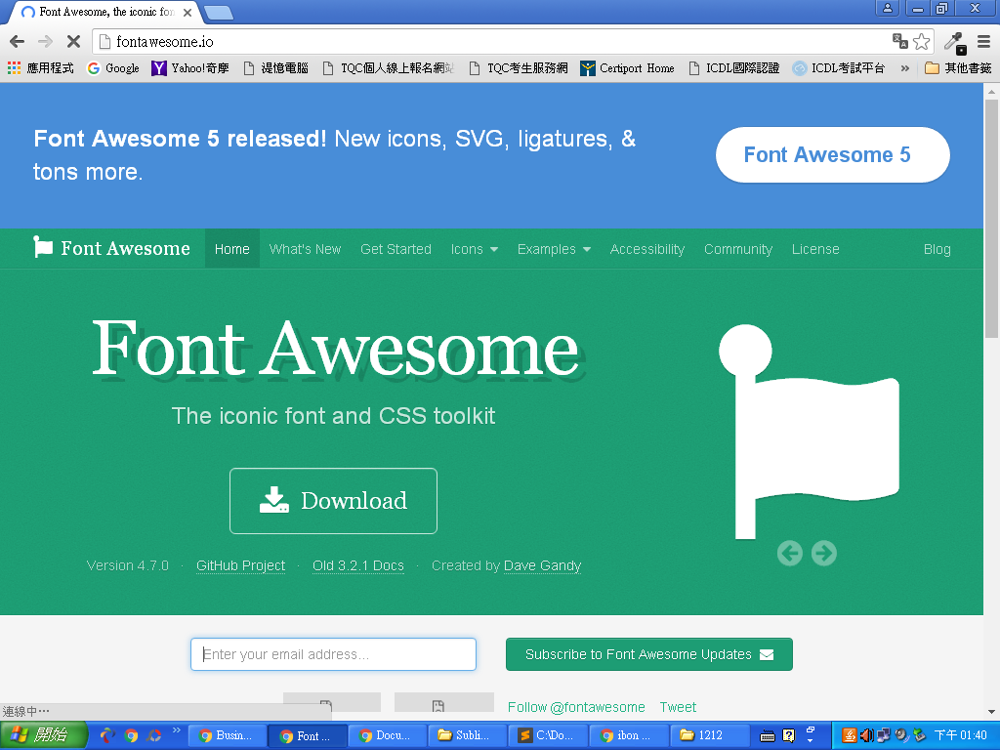 Font Awesome, the iconic fon
fontawesome.io
應用程式 Google Yahoo!奇摩 湜憶電腦 TQC個人線上報名網站 TQC考生服務網 Certiport Home ICDL國際認證 ICDL考試平台 » 其他書籤
Font Awesome 5 released! New icons, SVG, ligatures, &
tons more.
Font Awesome 5
Font Awesome Home What's New Get Started Icons Examples Accessibility Community License Blog
Font Awesome
The iconic font and CSS toolkit
Download
Version 4.7.0 · GitHub Project · Old 3.2.1 Docs · Created by Dave Gandy
Enter your email address...
Subscribe to Font Awesome Updates
Follow @fontawesome Tweet
連線中…
開始 » Busin... Font ... Docu... Subli... C:\Do... ibon ... 1212 下午 01:40